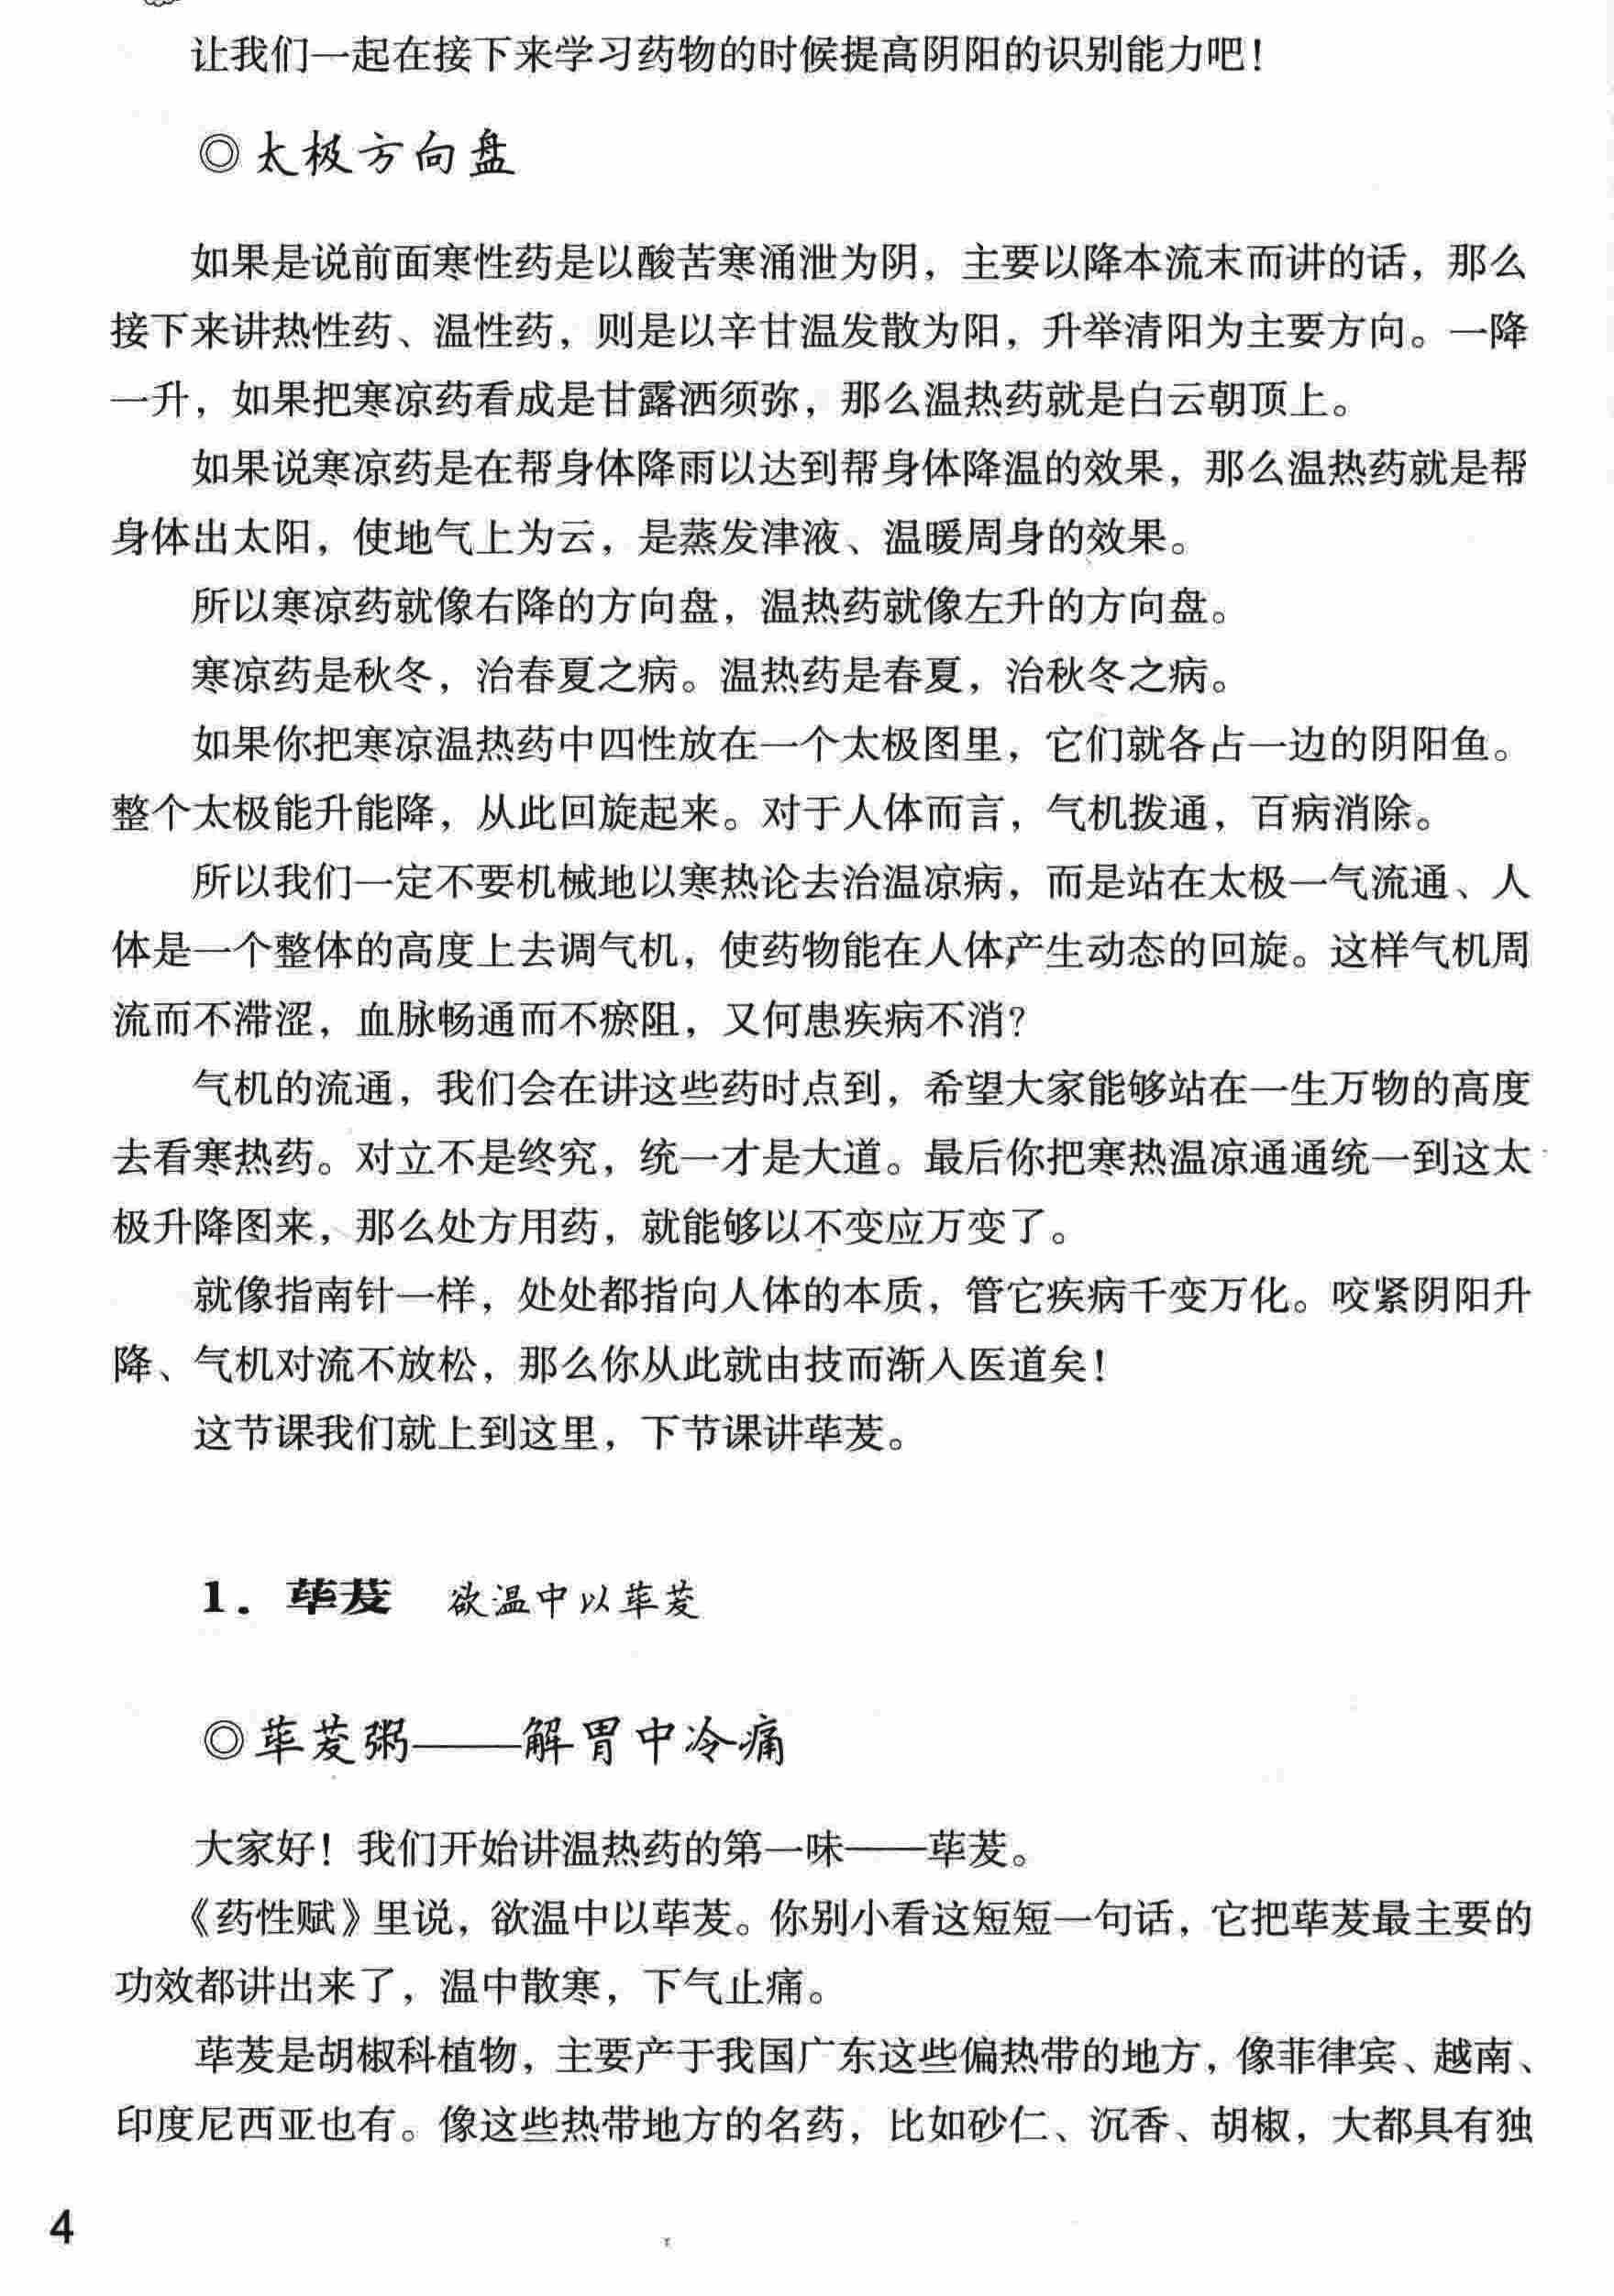 让我们一起在接下来学习药物的时候提高阴阳的识别能力吧！
◎太极方向盘
如果是说前面寒性药是以酸苦寒涌泄为阴，主要以降本流末而讲的话，那么
接下来讲热性药、温性药，则是以辛甘温发散为阳，升举清阳为主要方向。一降
一升，如果把寒凉药看成是甘露洒须弥，那么温热药就是白云朝顶上。
如果说寒凉药是在帮身体降雨以达到帮身体降温的效果，那么温热药就是帮
身体出太阳，使地气上为云，是蒸发津液、温暖周身的效果。
所以寒凉药就像右降的方向盘，温热药就像左升的方向盘。
寒凉药是秋冬，治春夏之病。温热药是春夏，治秋冬之病。
如果你把寒凉温热药中四性放在一个太极图里，它们就各占一边的阴阳鱼。
整个太极能升能降，从此回旋起来。对于人体而言，气机拨通，百病消除。
所以我们一定不要机械地以寒热论去治温凉病，而是站在太极一气流通、人
体是一个整体的高度上去调气机，使药物能在人体产生动态的回旋。这样气机周
流而不滞涩，血脉畅通而不瘀阻，又何患疾病不消？
气机的流通，我们会在讲这些药时点到，希望大家能够站在一生万物的高度
去看寒热药。对立不是终究，统一才是大道。最后你把寒热温凉通通统一到这太
极升降图来，那么处方用药，就能够以不变应万变了。
就像指南针一样，处处都指向人体的本质，管它疾病千变万化。咬紧阴阳升
降、气机对流不放松，那么你从此就由技而渐入医道矣！
这节课我们就上到这里，下节课讲荜茇。
1．荜茇 欲温中以荜茇
◎荜茇粥——解胃中冷痛
大家好！我们开始讲温热药的第一味——荜茇。
《药性赋》里说，欲温中以荜茇。你别小看这短短一句话，它把荜茇最主要的
功效都讲出来了，温中散寒，下气止痛。
荜茇是胡椒科植物，主要产于我国广东这些偏热带的地方，像菲律宾、越南、
印度尼西亚也有。像这些热带地方的名药，比如砂仁、沉香、胡椒，大都具有独
4